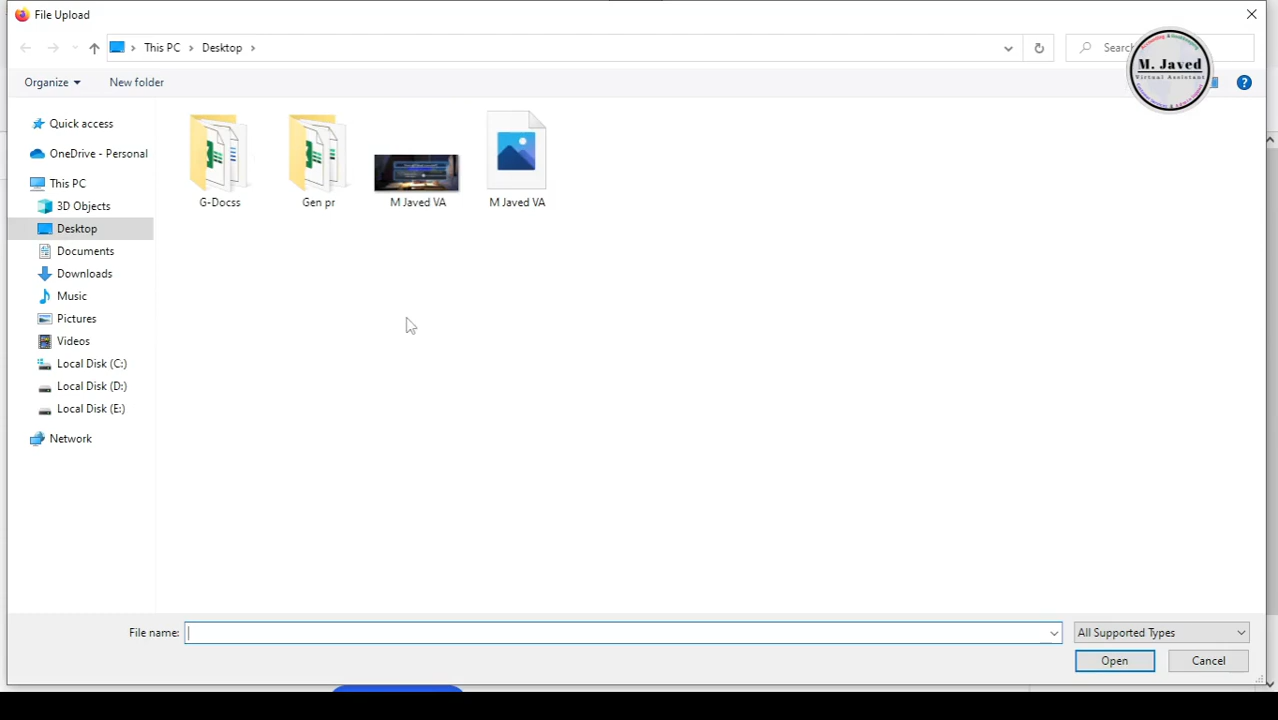 File Upload
This PC
Desktop
Search
M. Javed
Virtual Assistant
Organize
New folder
Quick access
OneDrive - Personal
This PC
3D Objects
Desktop
Documents
Downloads
Music
Pictures
Videos
Local Disk (C:)
Local Disk (D:)
Local Disk (E:)
Network
G-Docss
Gen pr
M Javed VA
M Javed VA
File name:
All Supported Types
Open
Cancel